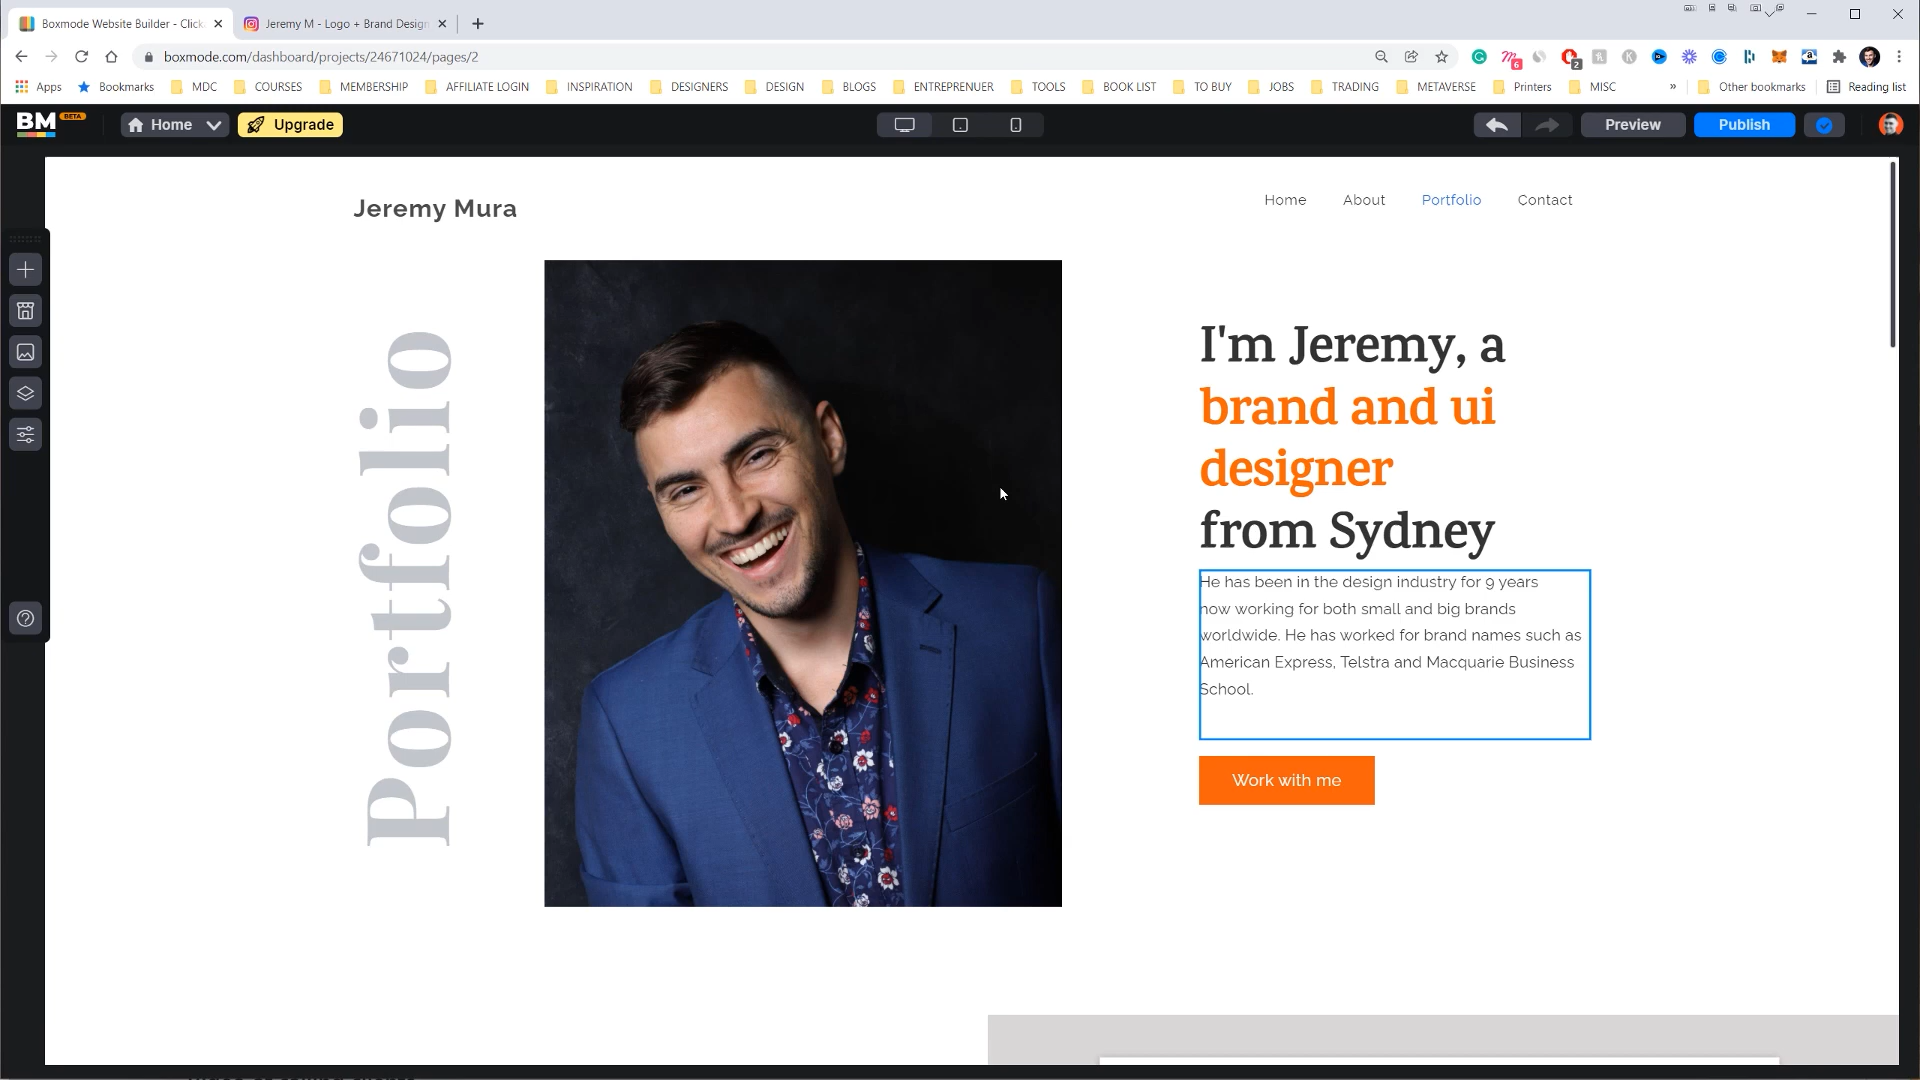 Boxmode Website Builder - Click
Jeremy M - Logo + Brand Design
boxmode.com/dashboard/projects/24671024/pages/2
6
2
Apps
Bookmarks
MDC
COURSES
MEMBERSHIP
AFFILIATE LOGIN
INSPIRATION
DESIGNERS
DESIGN
BLOGS
ENTREPRENUER
TOOLS
BOOK LIST
TO BUY
JOBS
TRADING
METAVERSE
Printers
MISC
»
Other bookmarks
Reading list
BM
BETA
Home
Upgrade
Preview
Publish
Jeremy Mura
Home
About
Portfolio
Contact
Portfolio
I'm Jeremy, a
brand and ui
designer
from Sydney
He has been in the design industry for 9 years
now working for both small and big brands
worldwide. He has worked for brand names such as
American Express, Telstra and Macquarie Business
School.
Work with me